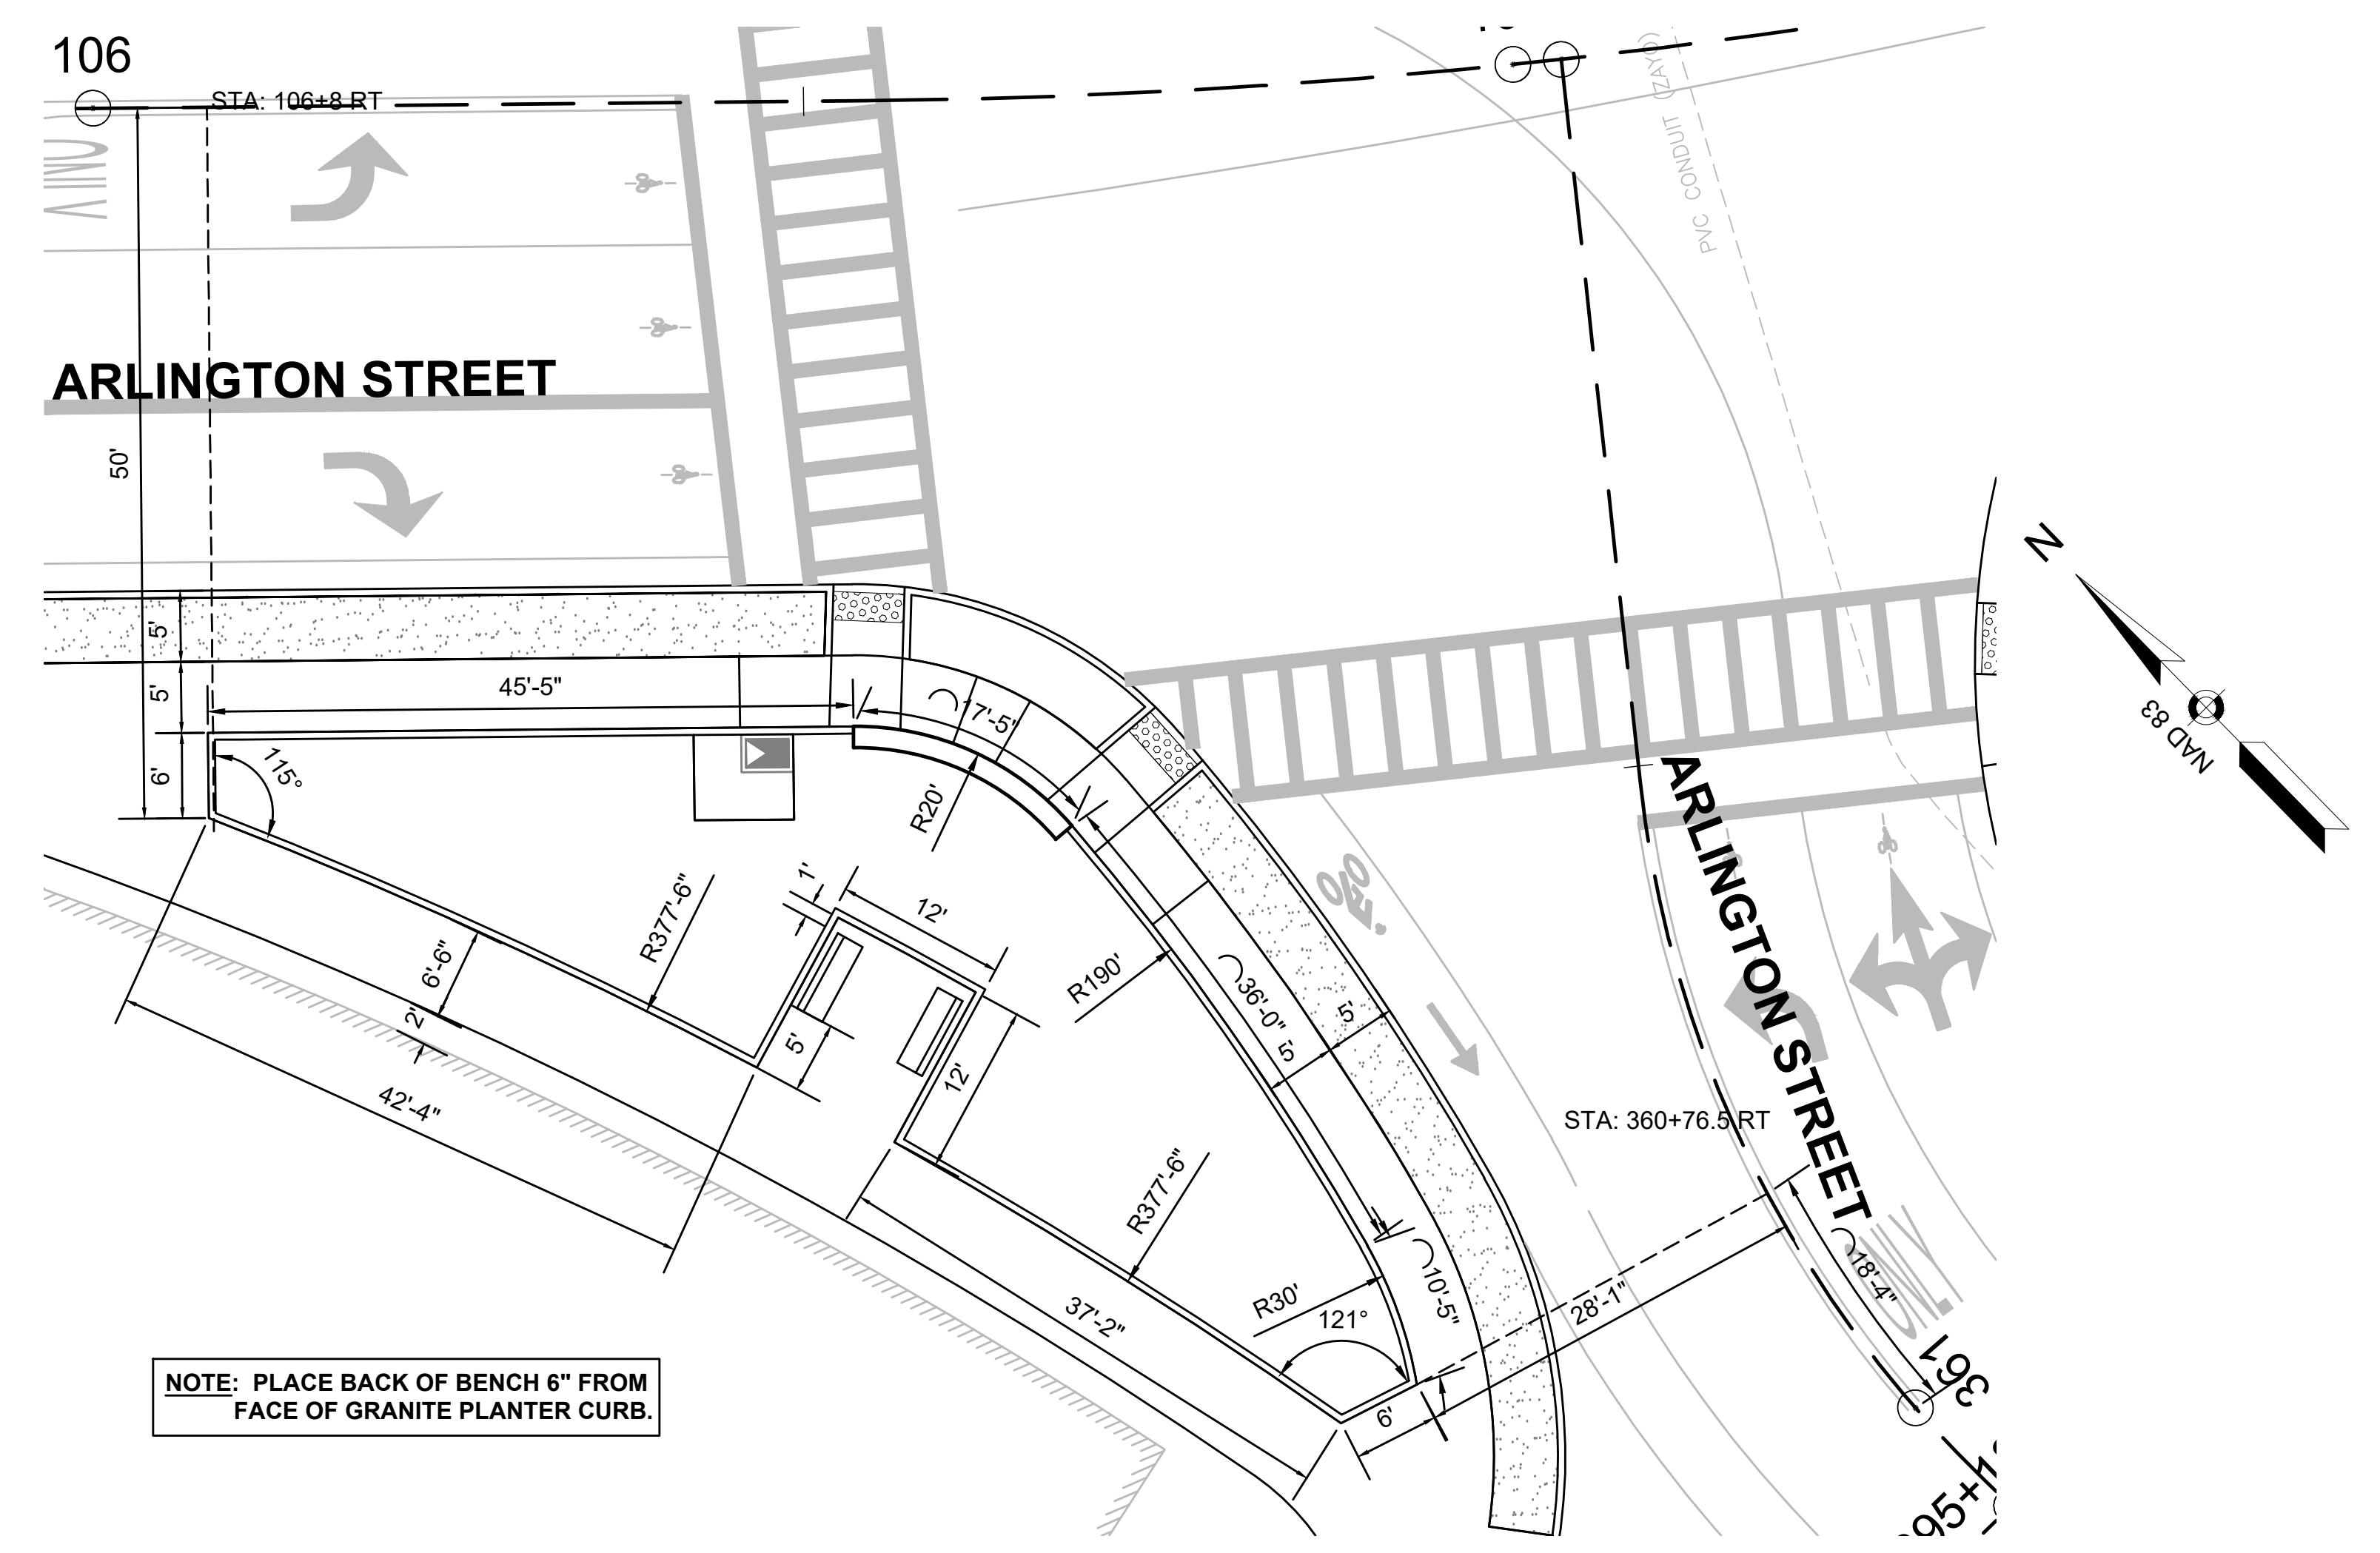 106
STA: 106+8 RT
PVC CONDUIT (ZAYO)
ARLINGTON STREET
50'
N
NAD 83
5'
5'
6'
45'-5"
17'-5"
115°
R20'
ARLINGTON STREET
1'
12'
R377'-6"
6'-6"
2'
5'
12'
R190'
36'-0"
5'
5'
42'-4"
STA: 360+76.5 RT
R377'-6"
37'-2"
R30'
121°
10'-5"
28'-1"
18'-4"
6'
361
NOTE: PLACE BACK OF BENCH 6" FROM
FACE OF GRANITE PLANTER CURB.